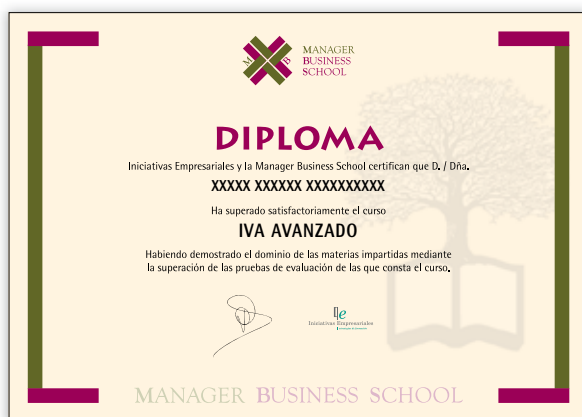 M B
MANAGER
BUSINESS
SCHOOL
DIPLOMA
Iniciativas Empresariales y la Manager Business School certifican que D. / Dña.
XXXXX XXXXXX XXXXXXXXXX
Ha superado satisfactoriamente el curso
IVA AVANZADO
Habiendo demostrado el dominio de las materias impartidas mediante
la superación de las pruebas de evaluación de las que consta el curso.
Ie
Iniciativas Empresariales
MANAGER BUSINESS SCHOOL